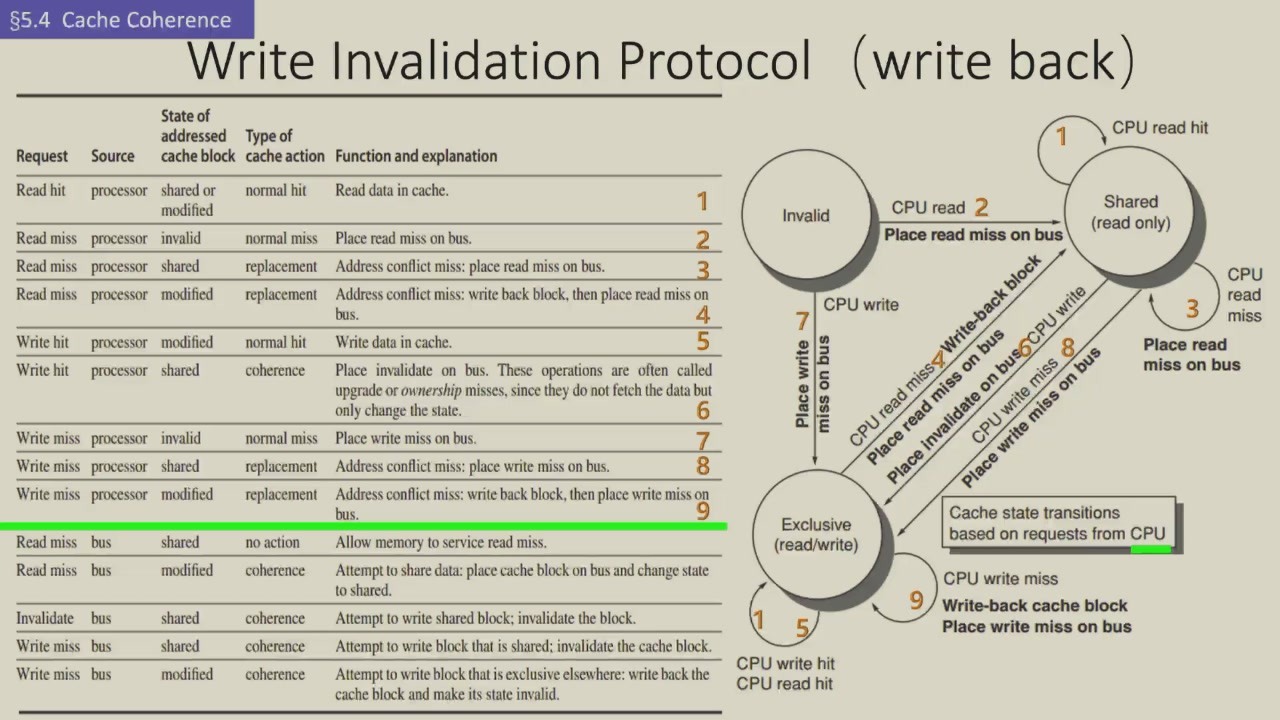 §5.4 Cache Coherence
Write Invalidation Protocol（write back）
State of
addressed Type of
Request Source cache block cache action Function and explanation
Read hit processor shared or normal hit Read data in cache. 1
modified
Read miss processor invalid normal miss Place read miss on bus. 2
Read miss processor shared replacement Address conflict miss: place read miss on bus. 3
Read miss processor modified replacement Address conflict miss: write back block, then place read miss on
bus. 4
Write hit processor modified normal hit Write data in cache. 5
Write hit processor shared coherence Place invalidate on bus. These operations are often called
upgrade or ownership misses, since they do not fetch the data but
only change the state. 6
Write miss processor invalid normal miss Place write miss on bus. 7
Write miss processor shared replacement Address conflict miss: place write miss on bus. 8
Write miss processor modified replacement Address conflict miss: write back block, then place write miss on
bus. 9
Read miss bus shared no action Allow memory to service read miss.
Read miss bus modified coherence Attempt to share data: place cache block on bus and change state
to shared.
Invalidate bus shared coherence Attempt to write shared block; invalidate the block.
Write miss bus shared coherence Attempt to write block that is shared; invalidate the cache block.
Write miss bus modified coherence Attempt to write block that is exclusive elsewhere: write back the
cache block and make its state invalid.
1 CPU read hit
Invalid
CPU read 2
Place read miss on bus
Shared
(read only)
CPU
read
miss
3
Place read
miss on bus
CPU write
7
Place write
miss on bus
CPU read miss 4 Write-back block
Place read miss on bus
6 CPU write
Place invalidate on bus
CPU write miss 8
Place write miss on bus
Exclusive
(read/write)
Cache state transitions
based on requests from CPU
9
CPU write miss
Write-back cache block
Place write miss on bus
1 5
CPU write hit
CPU read hit